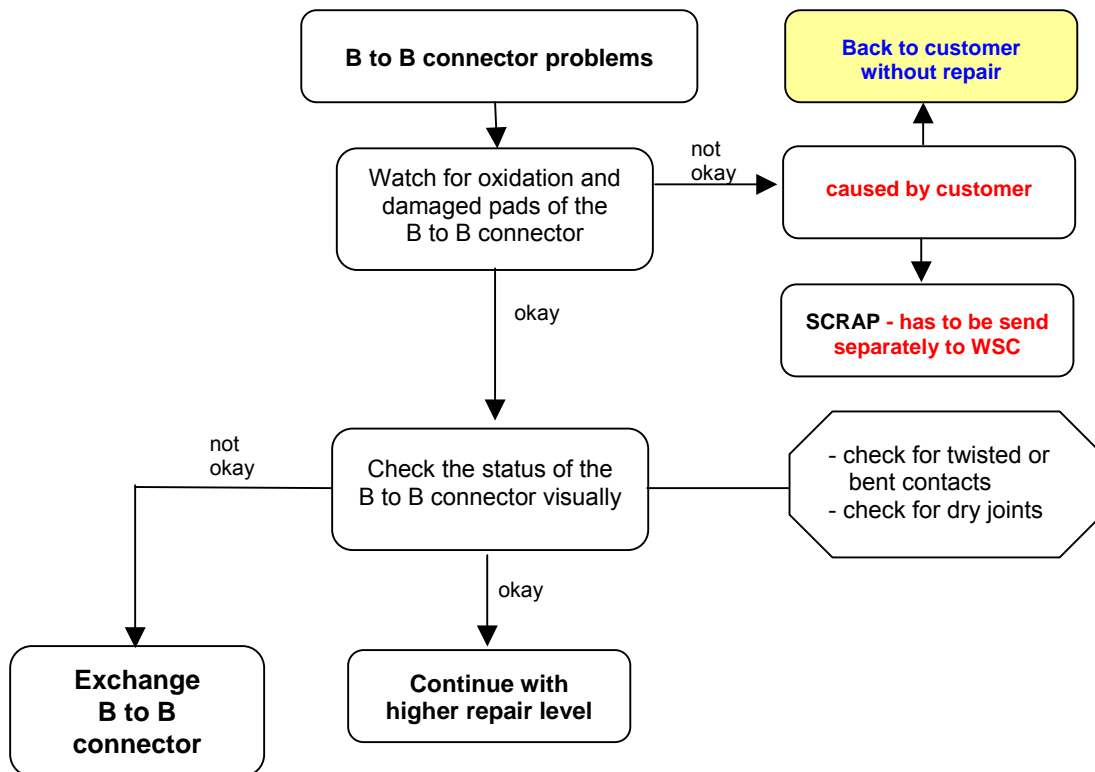 B to B connector problems
Back to customer
without repair
not
okay
Watch for oxidation and
damaged pads of the
B to B connector
caused by customer
okay
SCRAP - has to be send
separately to WSC
not
okay
Check the status of the
B to B connector visually
- check for twisted or
bent contacts
- check for dry joints
okay
Exchange
B to B
connector
Continue with
higher repair level